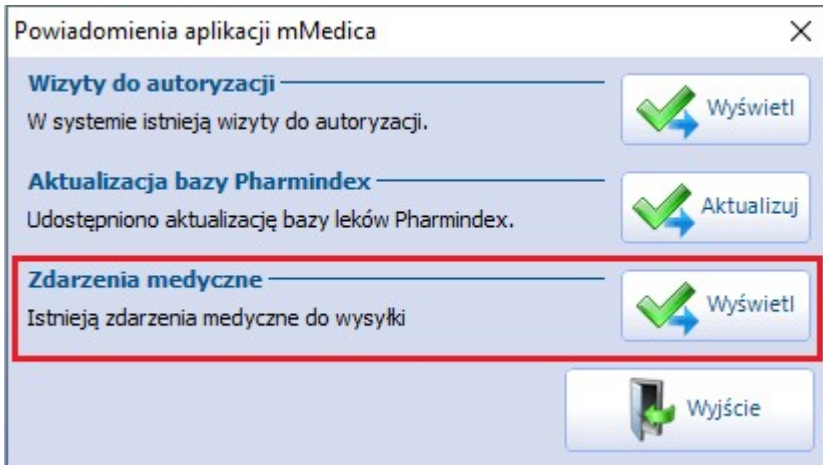 Powiadomienia aplikacji mMedica
Wizyty do autoryzacji
W systemie istnieją wizyty do autoryzacji.
Wyświetl
Aktualizacja bazy Pharmindex
Udostępniono aktualizację bazy leków Pharmindex.
Aktualizuj
Zdarzenia medyczne
Istnieją zdarzenia medyczne do wysyłki
Wyświetl
Wyjście